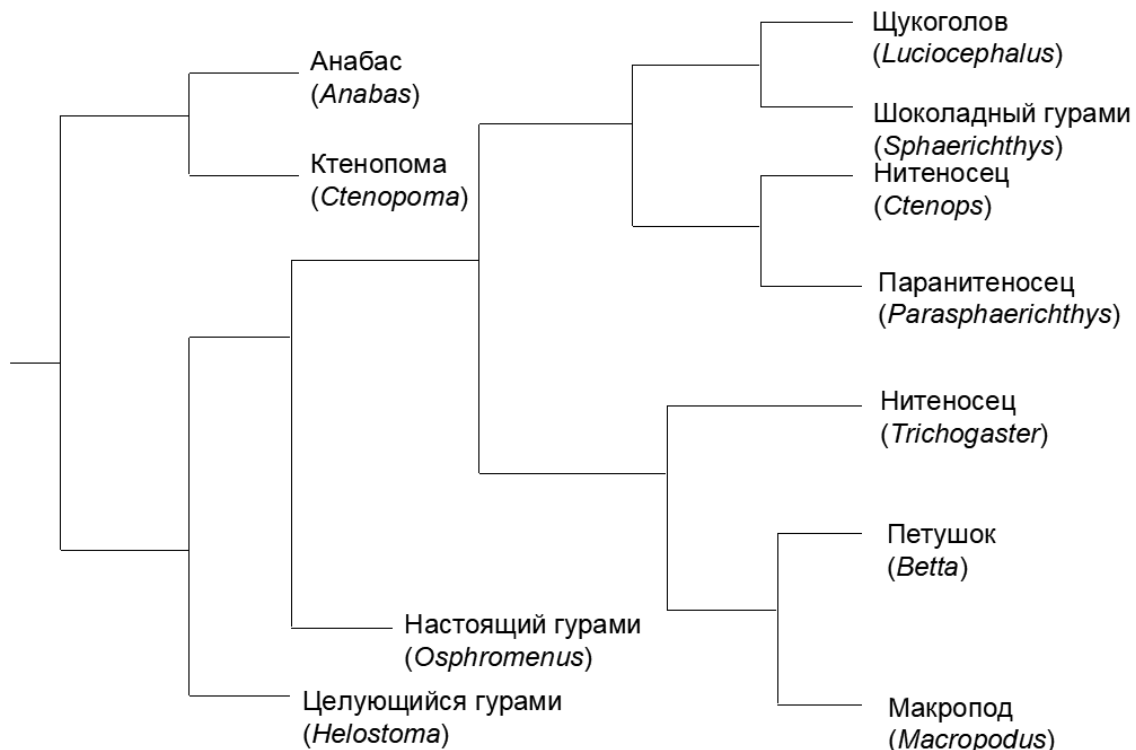 Щукоголов
(Luciocephalus)
Анабас
(Anabas)
Шоколадный гурами
(Sphaerichthys)
Ктенопома
(Ctenopoma)
Нитеносец
(Ctenops)
Паранитеносец
(Parasphaerichthys)
Нитеносец
(Trichogaster)
Петушок
(Betta)
Настоящий гурами
(Osphromenus)
Целующийся гурами
(Helostoma)
Макропод
(Macropodus)